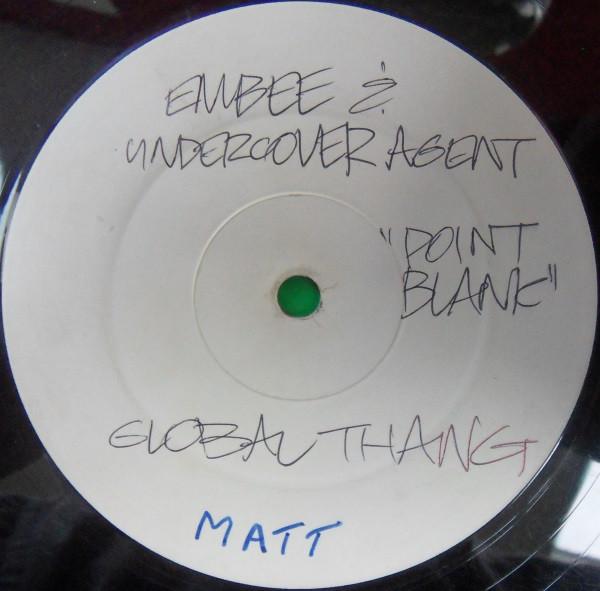 EMBEE &
UNDERCOVER AGENT
"POINT
BLANK"
GLOBAL THANG
MATT